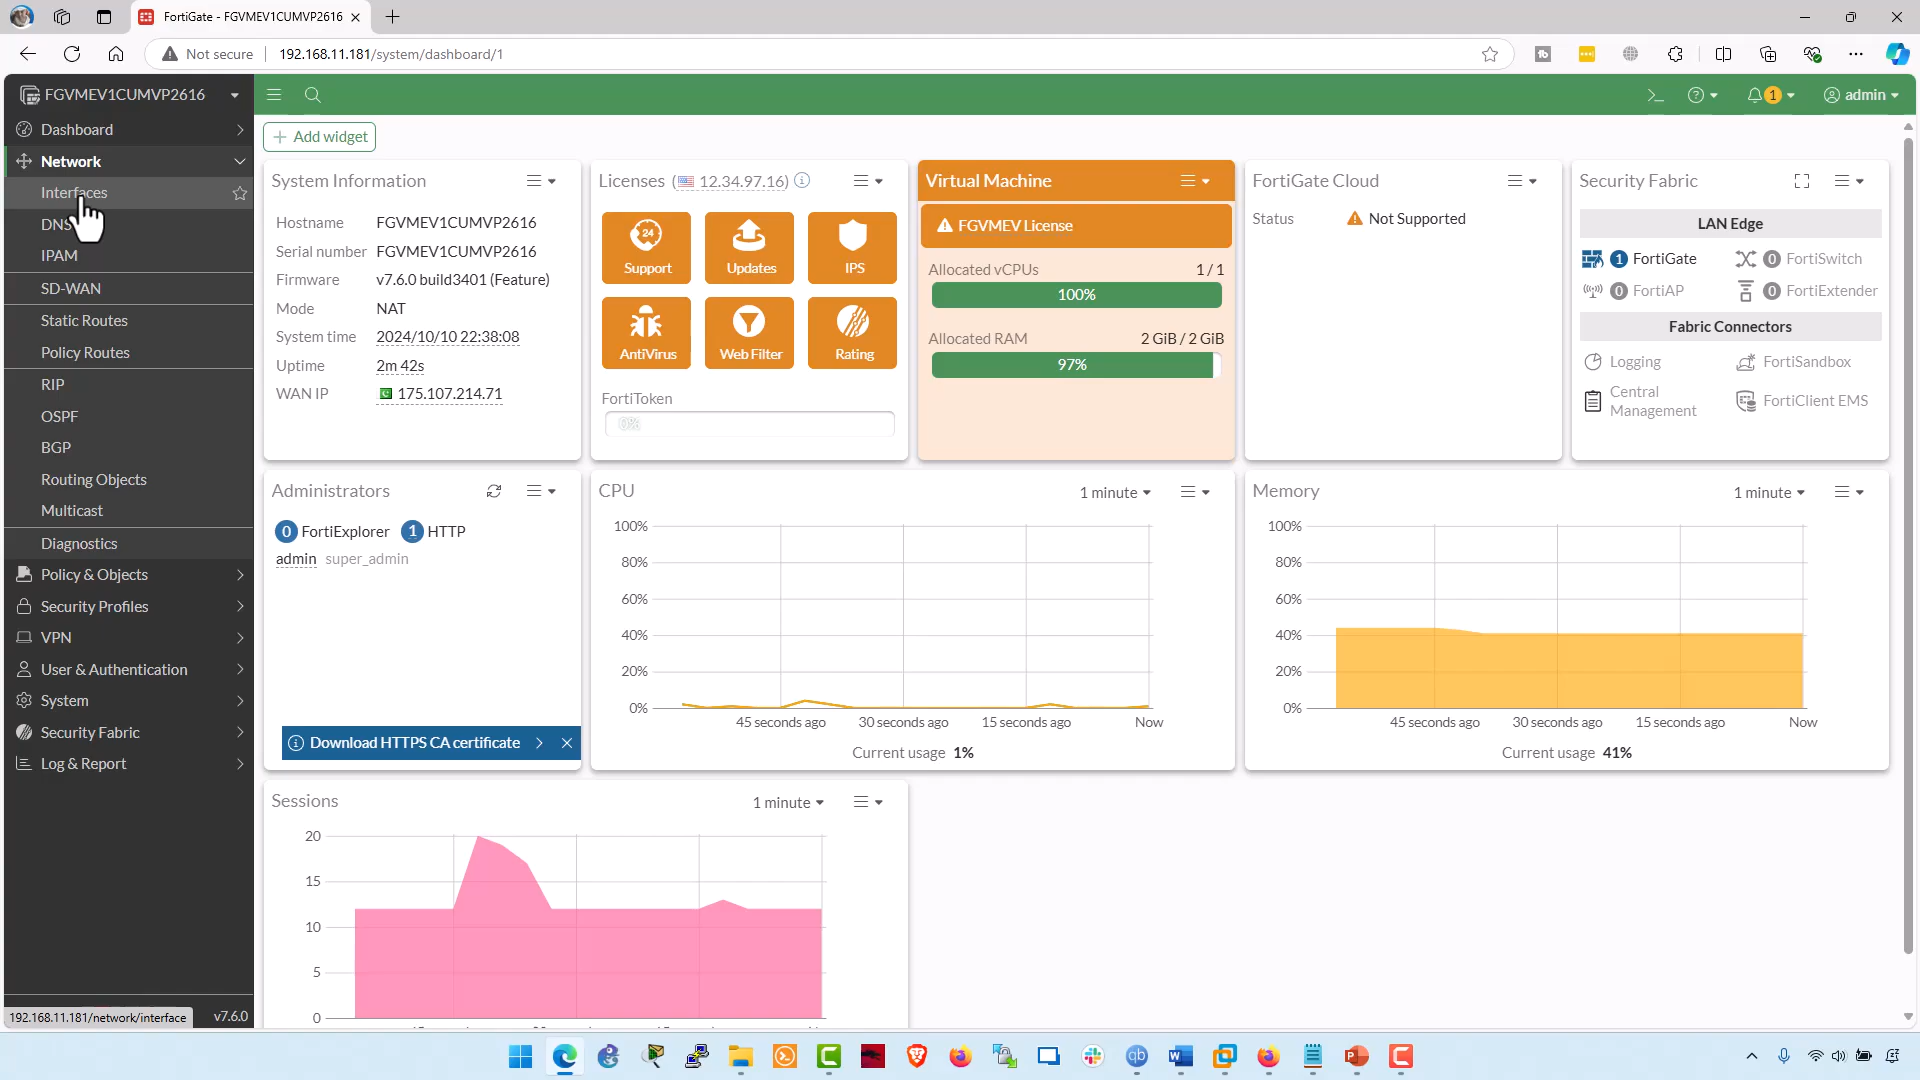 FortiGate - FGVMEV1CUMVP2616
Not secure
192.168.11.181/system/dashboard/1
FGVMEV1CUMVP2616
1
admin
Dashboard
Network
Interfaces
DNS
IPAM
SD-WAN
Static Routes
Policy Routes
RIP
OSPF
BGP
Routing Objects
Multicast
Diagnostics
Policy & Objects
Security Profiles
VPN
User & Authentication
System
Security Fabric
Log & Report
192.168.11.181/network/interface
v7.6.0
Add widget
System Information
Hostname FGVMEV1CUMVP2616
Serial number FGVMEV1CUMVP2616
Firmware v7.6.0 build3401 (Feature)
Mode NAT
System time 2024/10/10 22:38:08
Uptime 2m 42s
WAN IP 175.107.214.71
Licenses (12.34.97.16)
24
Support Updates IPS
AntiVirus Web Filter Rating
FortiToken
0%
Virtual Machine
FGVMEV License
Allocated vCPUs 1 / 1
100%
Allocated RAM 2 GiB / 2 GiB
97%
FortiGate Cloud
Status Not Supported
Security Fabric
LAN Edge
1 FortiGate 0 FortiSwitch
0 FortiAP 0 FortiExtender
Fabric Connectors
Logging FortiSandbox
Central Management FortiClient EMS
Administrators
0 FortiExplorer 1 HTTP
admin super_admin
Download HTTPS CA certificate
CPU
1 minute
100%
80%
60%
40%
20%
0%
45 seconds ago 30 seconds ago 15 seconds ago Now
Current usage 1%
Memory
1 minute
100%
80%
60%
40%
20%
0%
45 seconds ago 30 seconds ago 15 seconds ago Now
Current usage 41%
Sessions
1 minute
20
15
10
5
0